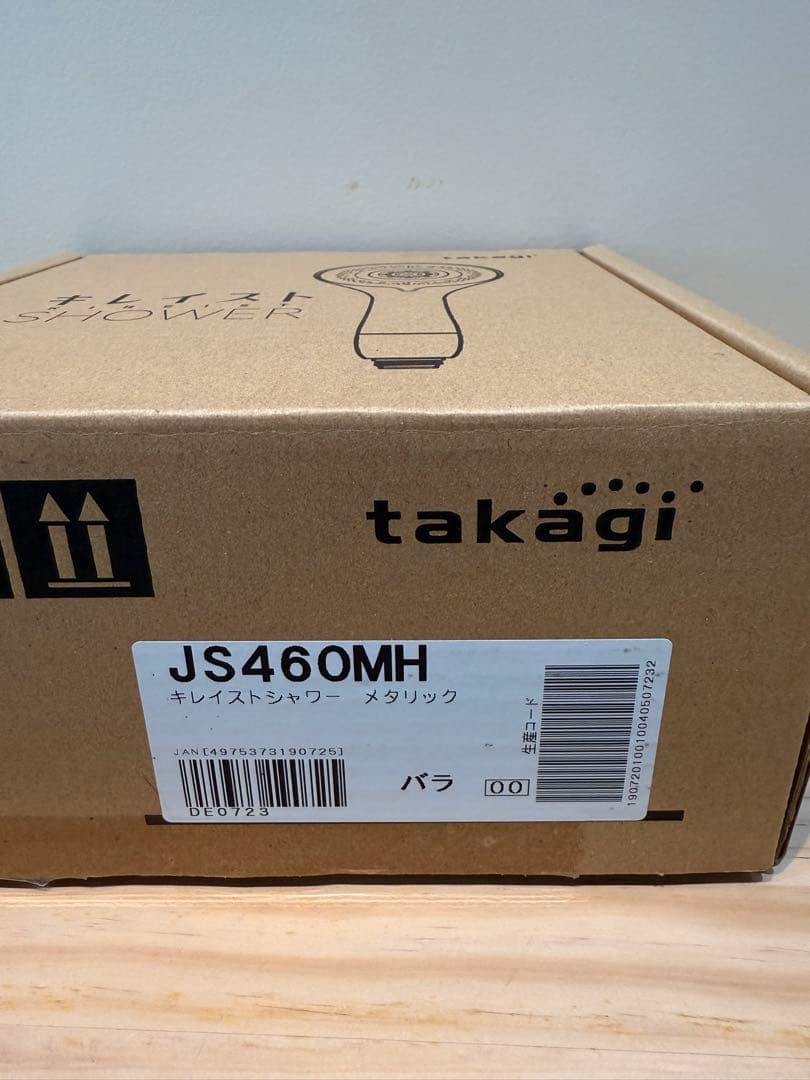 takagi
キレイスト
SHOWER
takagi
JS460MH
キレイストシャワー メタリック
JAN[4975373190725]
DE0723
バラ
00
生産コード
1907201001004050723​2